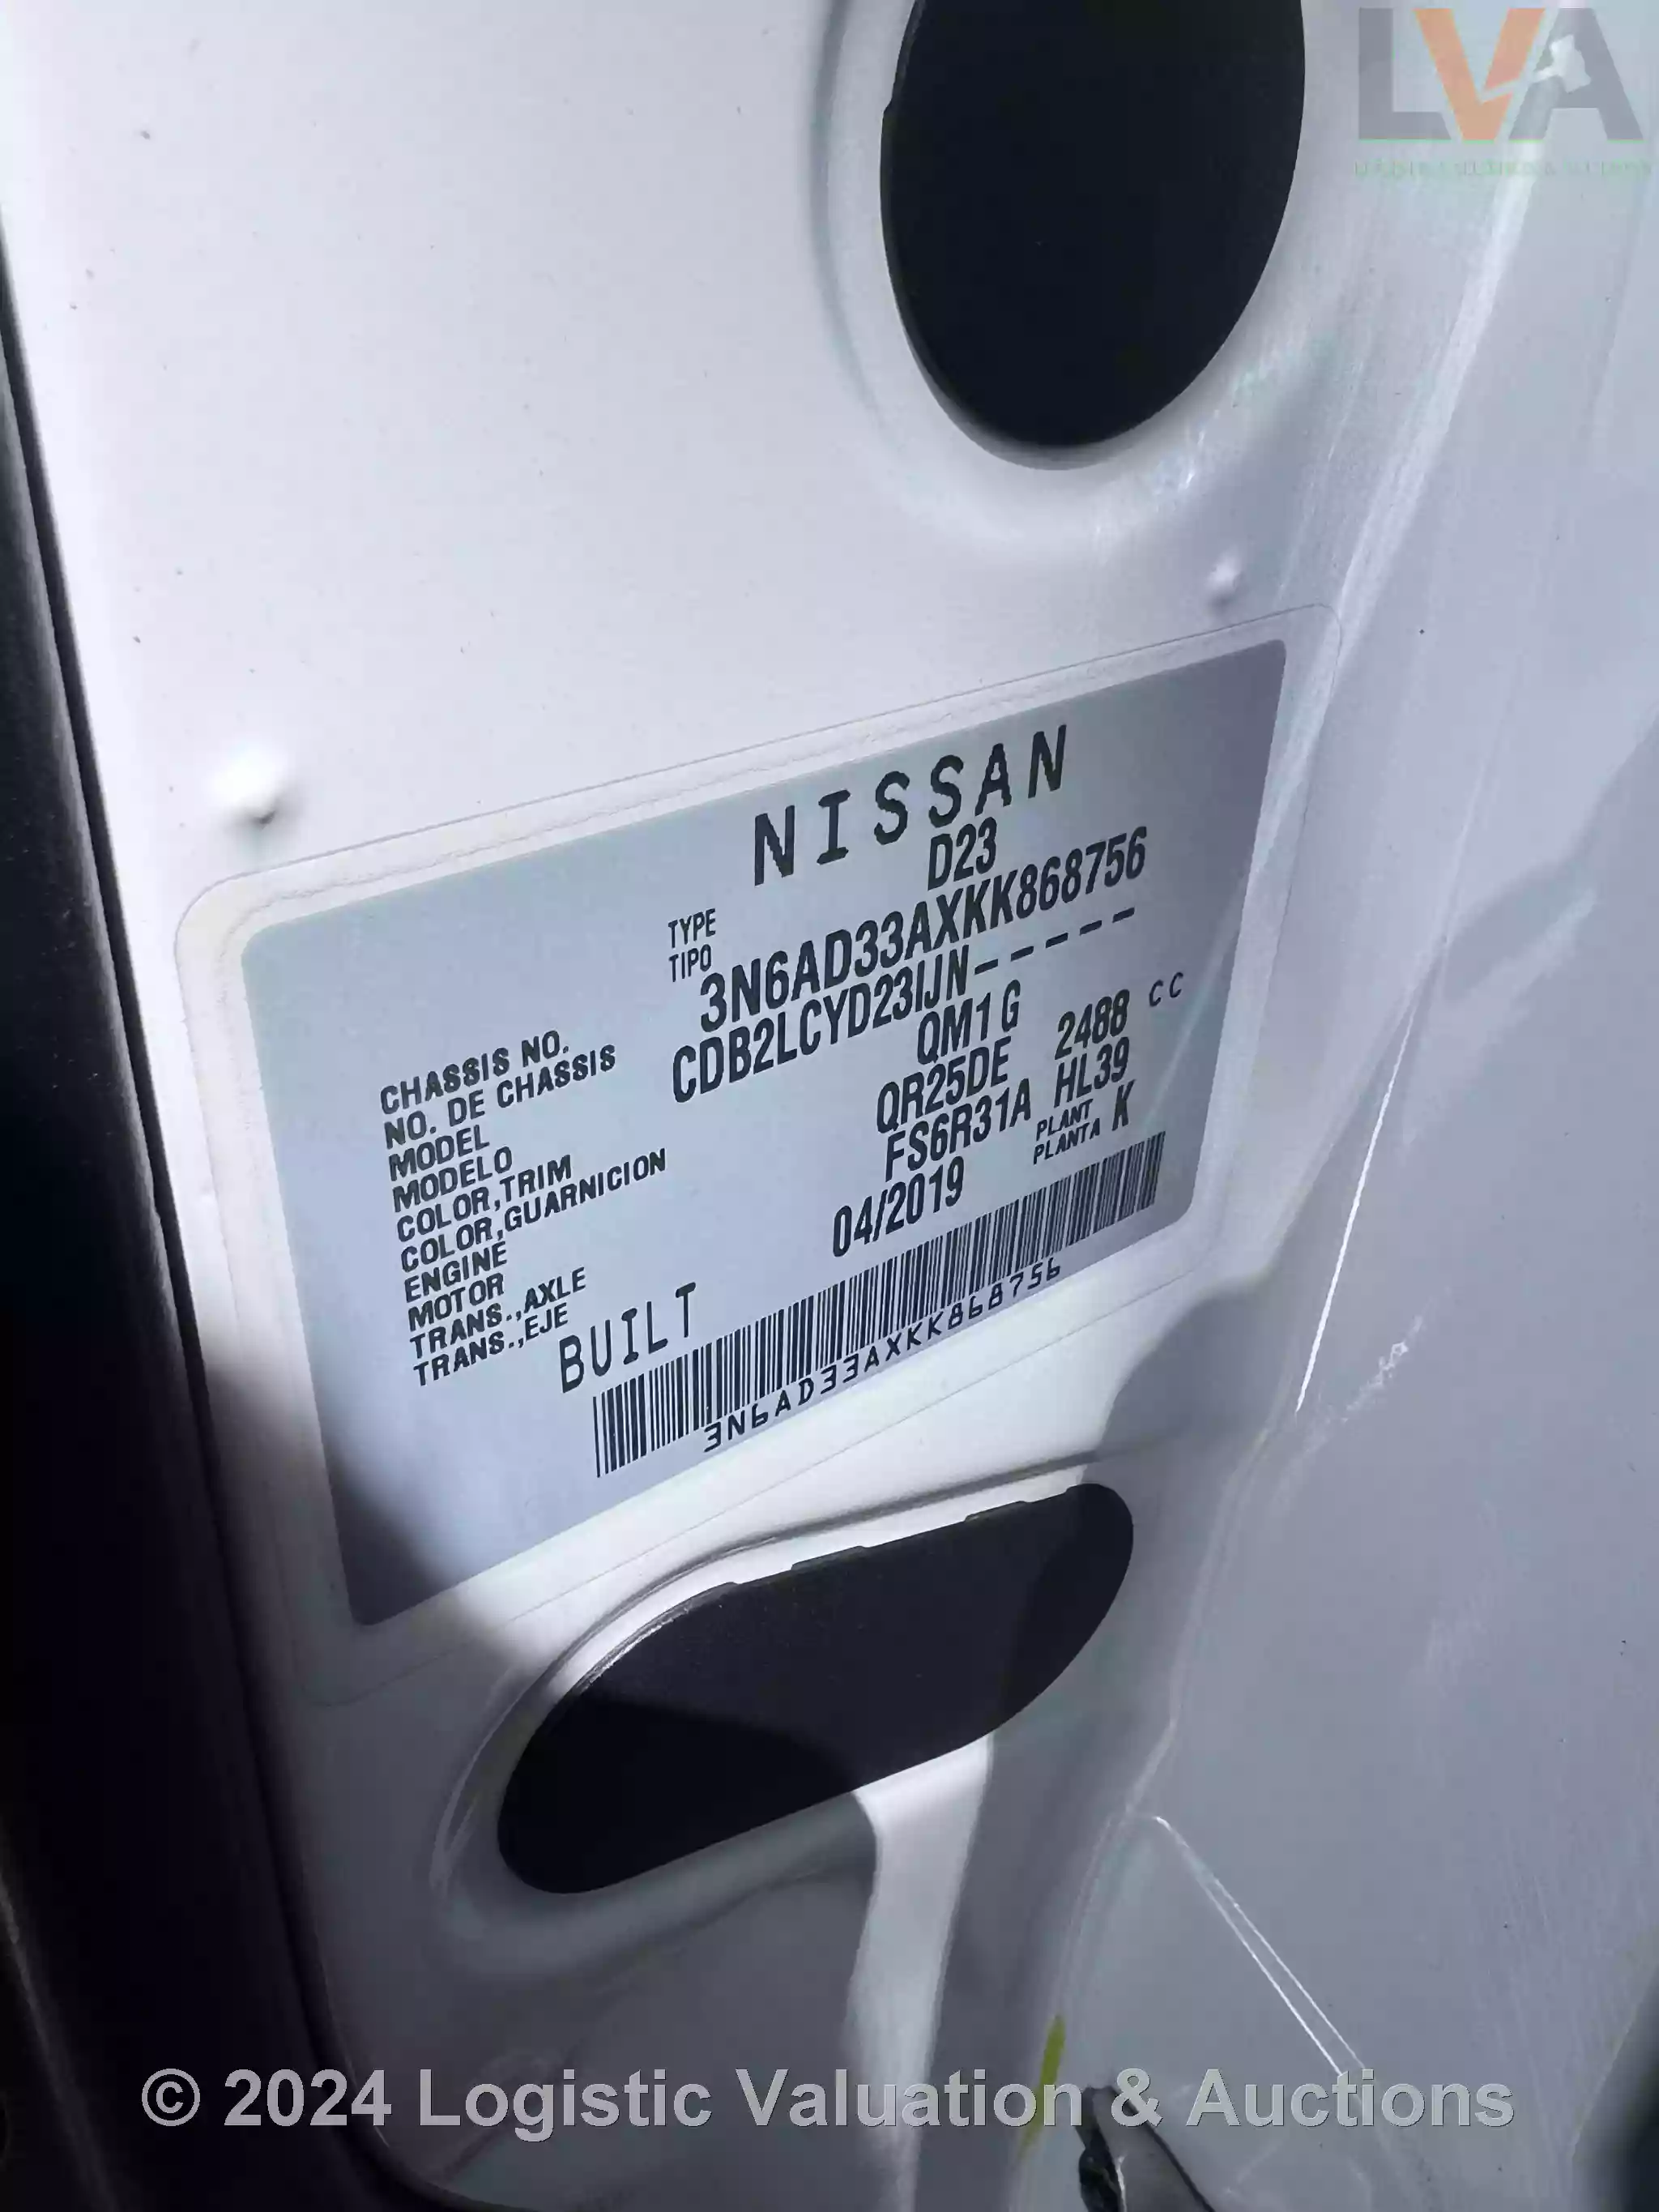 LVA
NISSAN
TYPE
TIPO
D23
CHASSIS NO.
NO. DE CHASSIS
3N6AD33AXKK868756
MODEL
MODELO
CDB2LCYD23IJN-----
COLOR,TRIM
COLOR,GUARNICION
QM1 G
ENGINE
MOTOR
QR25DE 2488 CC
TRANS.,AXLE
TRANS.,EJE
FS6R31A HL39
BUILT 04/2019
PLANT
PLANTA
K
3N6AD33AXKK868756
© 2024 Logistic Valuation & Auctions